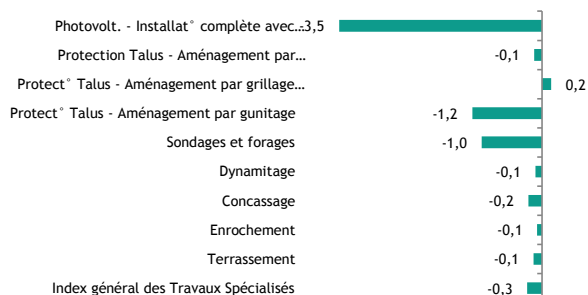 Photovolt. - Installat° complète avec… -3,5
Protection Talus - Aménagement par… -0,1
Protect° Talus - Aménagement par grillage… 0,2
Protect° Talus - Aménagement par gunitage -1,2
Sondages et forages -1,0
Dynamitage -0,1
Concassage -0,2
Enrochement -0,1
Terrassement -0,1
Index général des Travaux Spécialisés -0,3